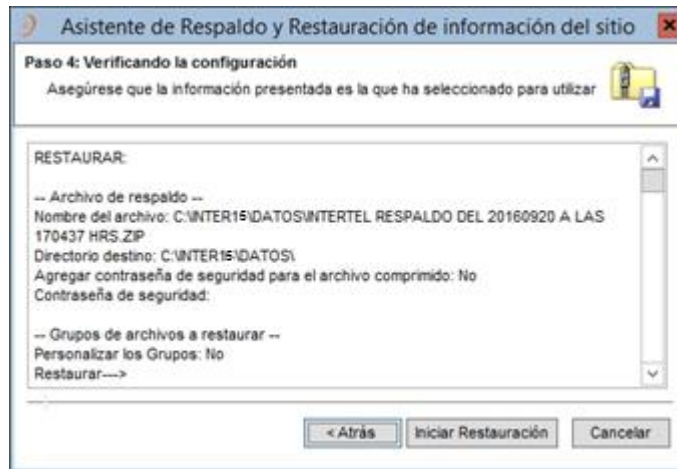 Asistente de Respaldo y Restauración de información del sitio
Paso 4: Verificando la configuración
Asegúrese que la información presentada es la que ha seleccionado para utilizar
RESTAURAR:
-- Archivo de respaldo --
Nombre del archivo: C:\INTER15\DATOS\INTERTEL RESPALDO DEL 20160920 A LAS
170437 HRS.ZIP
Directorio destino: C:\INTER15\DATOS\
Agregar contraseña de seguridad para el archivo comprimido: No
Contraseña de seguridad:
-- Grupos de archivos a restaurar --
Personalizar los Grupos: No
Restaurar--->
< Atrás
Iniciar Restauración
Cancelar